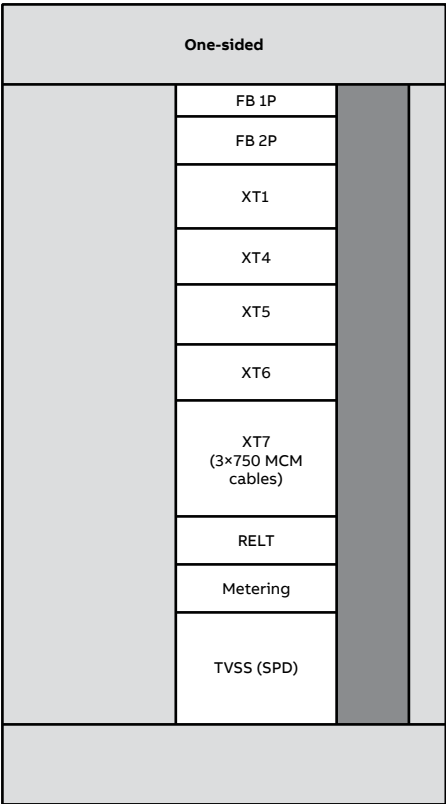 One-sided
FB 1P
FB 2P
XT1
XT4
XT5
XT6
XT7
(3×750 MCM
cables)
RELT
Metering
TVSS (SPD)